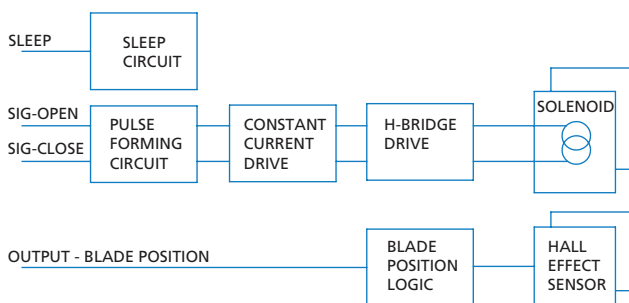 SLEEP
SLEEP
CIRCUIT
SIG-OPEN
SIG-CLOSE
PULSE
FORMING
CIRCUIT
CONSTANT
CURRENT
DRIVE
H-BRIDGE
DRIVE
SOLENOID
OUTPUT - BLADE POSITION
BLADE
POSITION
LOGIC
HALL
EFFECT
SENSOR